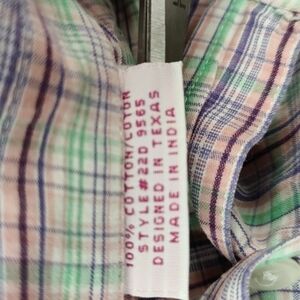 100% COTTON/COTON
STYLE# 22D 9565
DESIGNED IN TEXAS
MADE IN INDIA